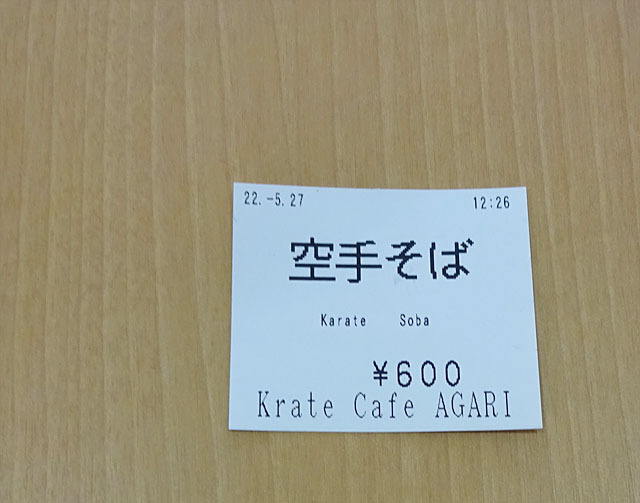 22.-5.27 12:26
空手そば
Karate Soba
¥600
Krate Cafe AGARI